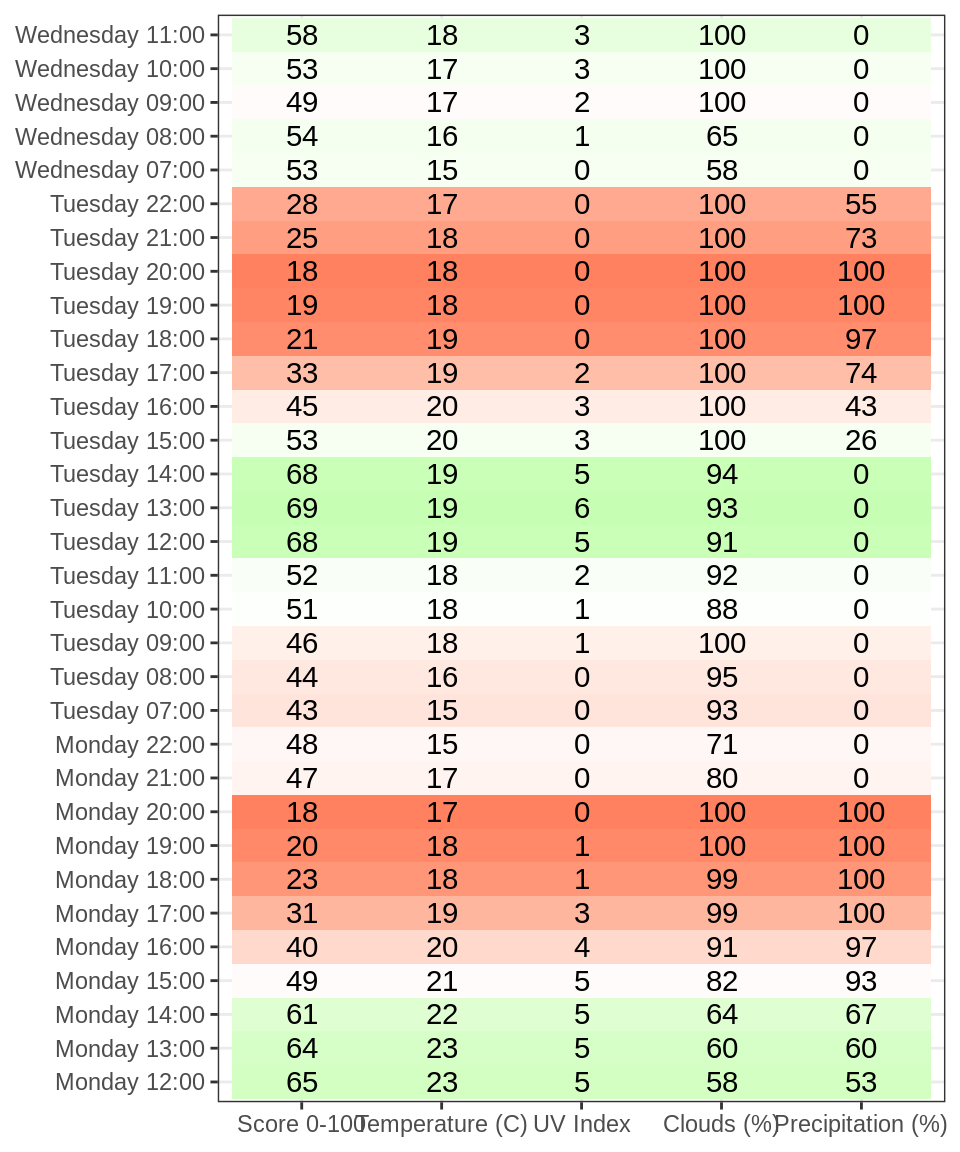 Wednesday 11:00 58 18 3 100 0
Wednesday 10:00 53 17 3 100 0
Wednesday 09:00 49 17 2 100 0
Wednesday 08:00 54 16 1 65 0
Wednesday 07:00 53 15 0 58 0
Tuesday 22:00 28 17 0 100 55
Tuesday 21:00 25 18 0 100 73
Tuesday 20:00 18 18 0 100 100
Tuesday 19:00 19 18 0 100 100
Tuesday 18:00 21 19 0 100 97
Tuesday 17:00 33 19 2 100 74
Tuesday 16:00 45 20 3 100 43
Tuesday 15:00 53 20 3 100 26
Tuesday 14:00 68 19 5 94 0
Tuesday 13:00 69 19 6 93 0
Tuesday 12:00 68 19 5 91 0
Tuesday 11:00 52 18 2 92 0
Tuesday 10:00 51 18 1 88 0
Tuesday 09:00 46 18 1 100 0
Tuesday 08:00 44 16 0 95 0
Tuesday 07:00 43 15 0 93 0
Monday 22:00 48 15 0 71 0
Monday 21:00 47 17 0 80 0
Monday 20:00 18 17 0 100 100
Monday 19:00 20 18 1 100 100
Monday 18:00 23 18 1 99 100
Monday 17:00 31 19 3 99 100
Monday 16:00 40 20 4 91 97
Monday 15:00 49 21 5 82 93
Monday 14:00 61 22 5 64 67
Monday 13:00 64 23 5 60 60
Monday 12:00 65 23 5 58 53
Score 0-100 Temperature (C) UV Index Clouds (%) Precipitation (%)